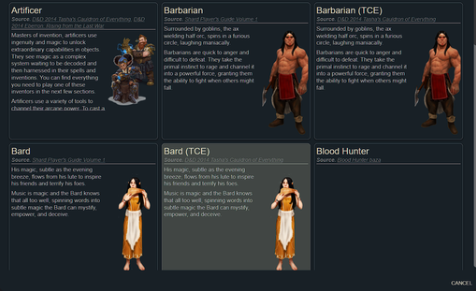 Artificer
Source: D&D 2014 Tasha's Cauldron of Everything, D&D
2014 Eberron: Rising from the Last War
Masters of invention, artificers use
ingenuity and magic to unlock
extraordinary capabilities in objects.
They see magic as a complex
system waiting to be decoded and
then harnessed in their spells and
inventions. You can find everything
you need to play one of these
inventors in the next few sections.
Artificers use a variety of tools to
channel their arcane power. To cast a
Barbarian
Source: Shard Player's Guide Volume 1
Surrounded by goblins, the ax
wielding half orc, spins in a furious
circle, laughing maniacally.
Barbarians are quick to anger and
difficult to defeat. They take the
primal instinct to rage and channel it
into a powerful force, granting them
the ability to fight when others might
fall.
Barbarian (TCE)
Source: D&D 2014 Tasha's Cauldron of Everything
Surrounded by goblins, the ax
wielding half orc, spins in a furious
circle, laughing maniacally.
Barbarians are quick to anger and
difficult to defeat. They take the
primal instinct to rage and channel it
into a powerful force, granting them
the ability to fight when others might
fall.
Bard
Source: Shard Player's Guide Volume 1
His magic, subtle as the evening
breeze, flows from his lute to inspire
his friends and terrify his foes.
Music is magic and the Bard knows
that all too well, spinning words into
subtle magic the Bard can mystify,
empower, and deceive.
Bard (TCE)
Source: D&D 2014 Tasha's Cauldron of Everything
His magic, subtle as the evening
breeze, flows from his lute to inspire
his friends and terrify his foes.
Music is magic and the Bard knows
that all too well, spinning words into
subtle magic the Bard can mystify,
empower, and deceive.
Blood Hunter
Source: Blood Hunter
CANCEL